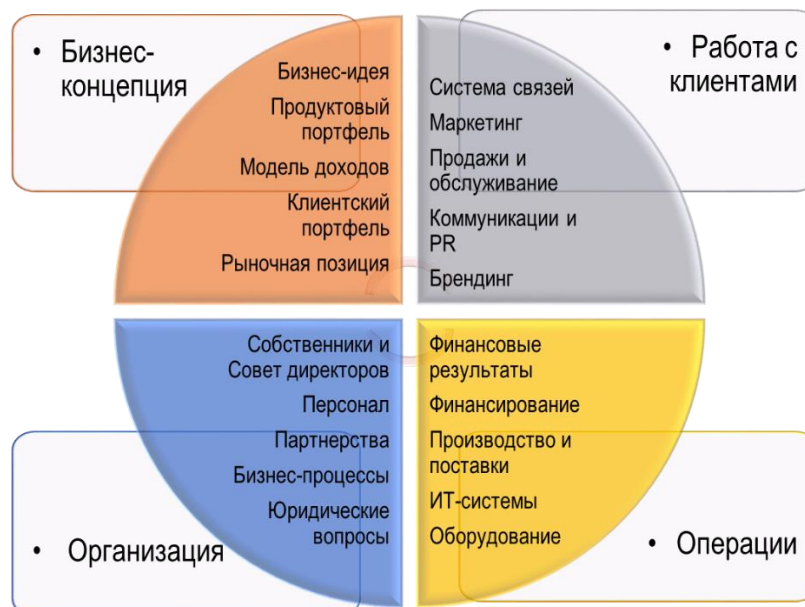 • Бизнес-
концепция
Бизнес-идея
Продуктовый
портфель
Модель доходов
Клиентский
портфель
Рыночная позиция
• Работа с
клиентами
Система связей
Маркетинг
Продажи и
обслуживание
Коммуникации и
PR
Брендинг
Собственники и
Совет директоров
Персонал
Партнерства
Бизнес-процессы
Юридические
вопросы
• Организация
Финансовые
результаты
Финансирование
Производство и
поставки
ИТ-системы
Оборудование
• Операции